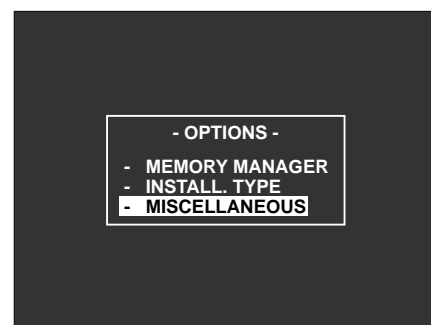 - OPTIONS -
- MEMORY MANAGER
- INSTALL. TYPE
- MISCELLANEOUS